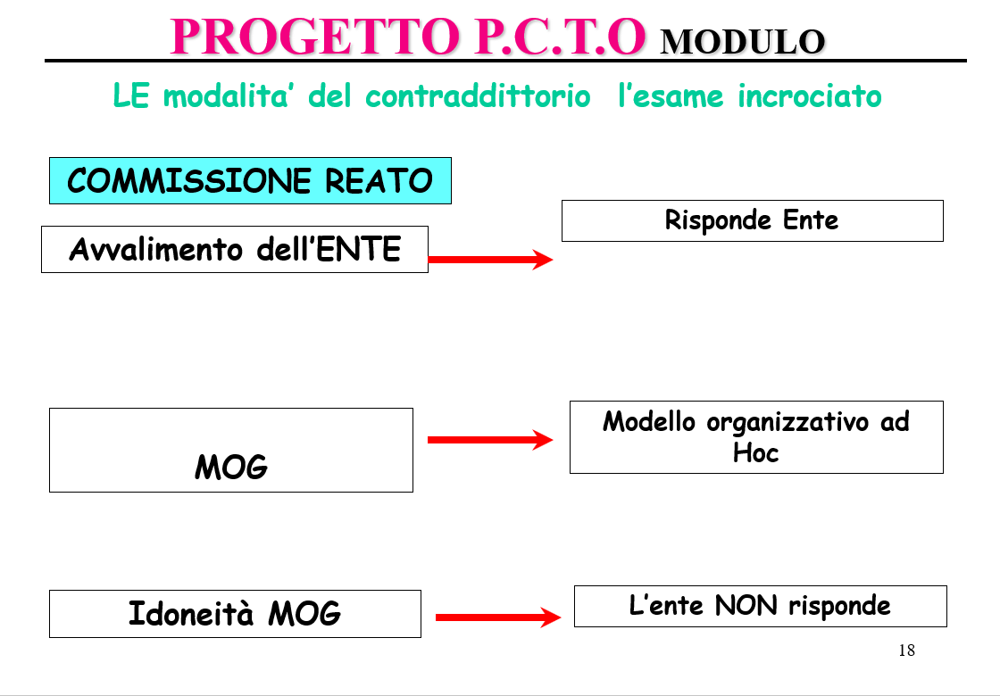 PROGETTO P.C.T.O MODULO
LE modalita’ del contraddittorio l’esame incrociato
COMMISSIONE REATO
Risponde Ente
Avvalimento dell’ENTE
Modello organizzativo ad
Hoc
MOG
Idoneità MOG
L’ente NON risponde
18